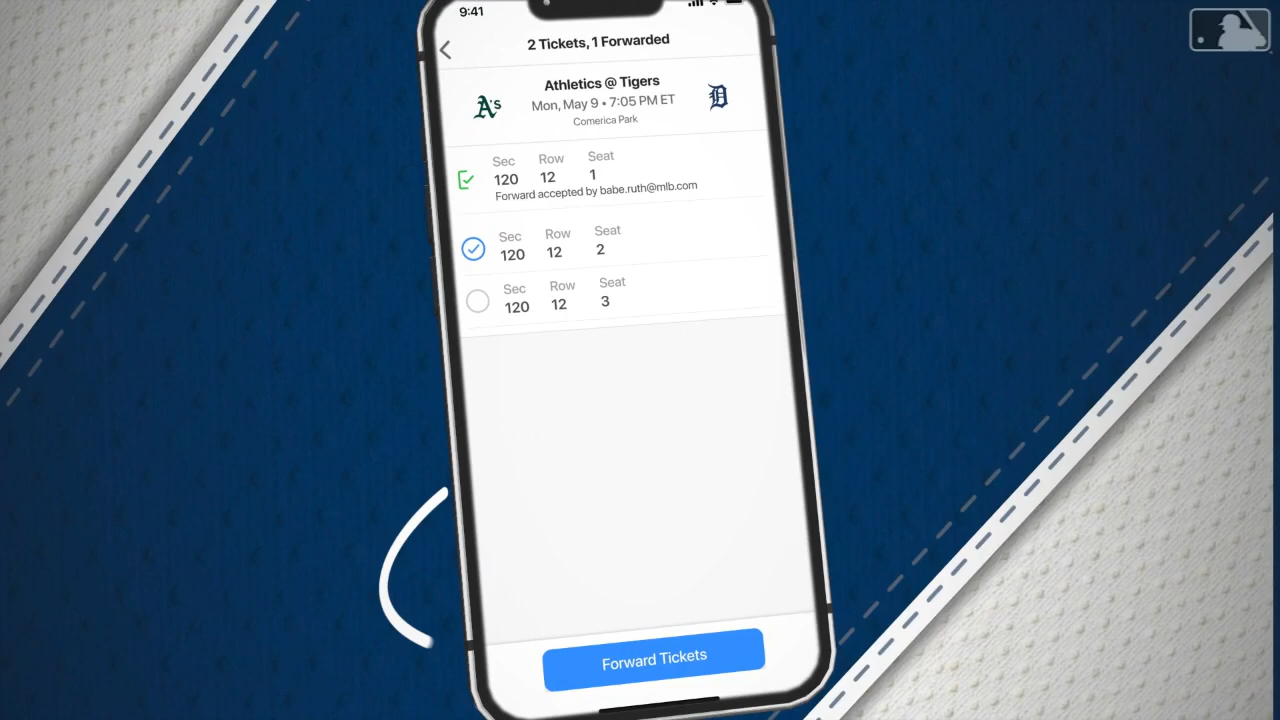 9:41
2 Tickets, 1 Forwarded
A's
Athletics @ Tigers
D
Mon, May 9 • 7:05 PM ET
Comerica Park
Sec Row Seat
120 12 1
Forward accepted by babe.ruth@mlb.com
Sec Row Seat
120 12 2
Sec Row Seat
120 12 3
Forward Tickets